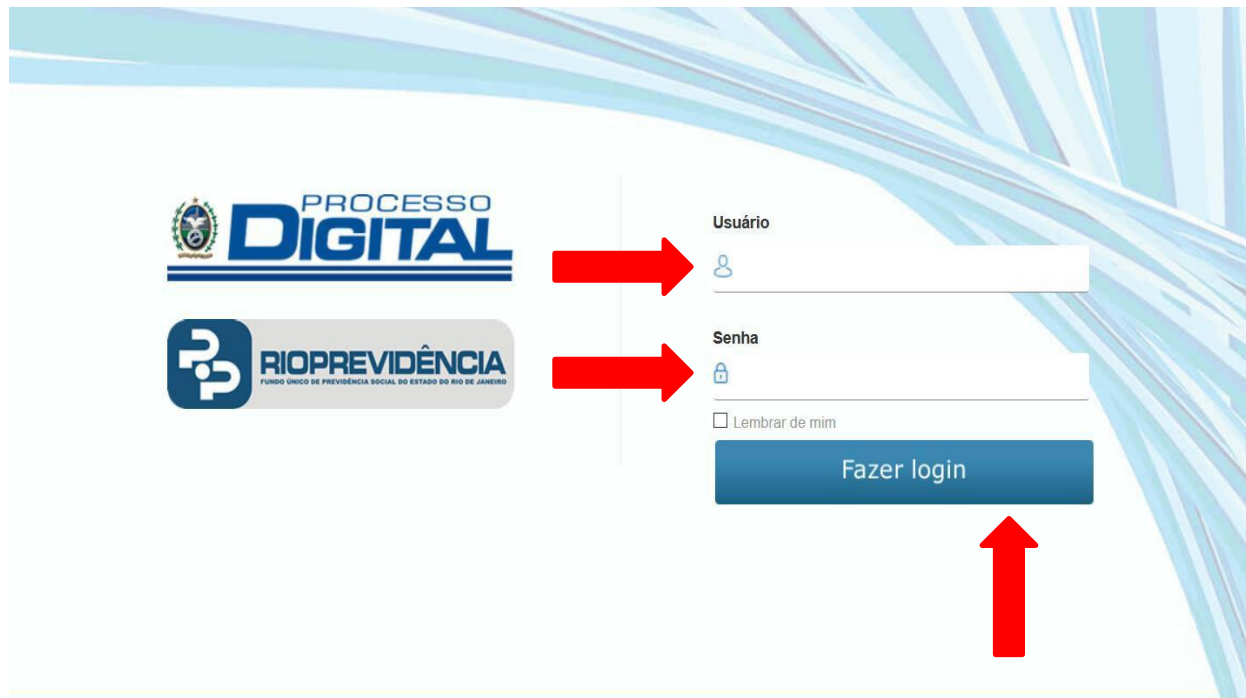 PROCESSO
DIGITAL
RIOPREVIDÊNCIA
FUNDO ÚNICO DE PREVIDÊNCIA SOCIAL DO ESTADO DO RIO DE JANEIRO
Usuário
Senha
Lembrar de mim
Fazer login